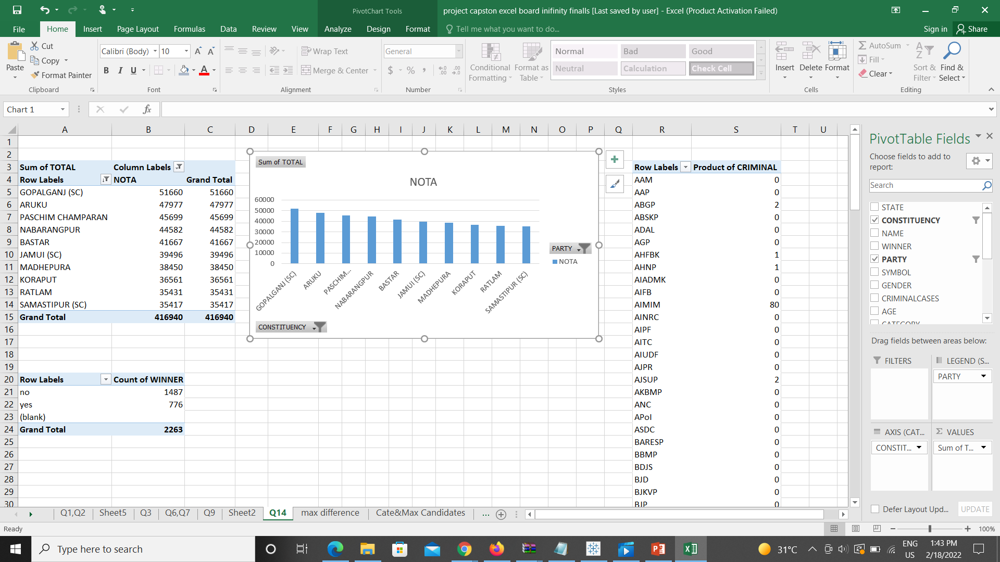 PivotChart Tools
project capston excel board inifinity finalls [Last saved by user] - Excel (Product Activation Failed)
File Home Insert Page Layout Formulas Data Review View Analyze Design Format Tell me what you want to do... Sign in Share
Paste
Cut
Copy
Format Painter
Clipboard
Calibri (Body) 10
B I U
Font
Wrap Text
Merge & Center
Alignment
General
$ % ,
Number
Conditional Formatting
Format as Table
Normal Bad Good
Neutral Calculation Check Cell
Styles
Insert Delete Format
Cells
AutoSum
Fill
Clear
Sort & Filter
Find & Select
Editing
Chart 1 fx
A B C D E F G H I J K L M N O P Q R S T U
1
2
3 Sum of TOTAL Column Labels
4 Row Labels NOTA Grand Total
5 GOPALGANJ (SC) 51660 51660
6 ARUKU 47977 47977
7 PASCHIM CHAMPARAN 45699 45699
8 NABARANGPUR 44582 44582
9 BASTAR 41667 41667
10 JAMUI (SC) 39496 39496
11 MADHEPURA 38450 38450
12 KORAPUT 36561 36561
13 RATLAM 35431 35431
14 SAMASTIPUR (SC) 35417 35417
15 Grand Total 416940 416940
16
17
18
19
20 Row Labels Count of WINNER
21 no 1487
22 yes 776
23 (blank)
24 Grand Total 2263
25
26
27
28
29
30
Sum of TOTAL
NOTA
60000
50000
40000
30000
20000
10000
0
GOPALGANJ (SC)
ARUKU
PASCHIM...
NABARANGPUR
BASTAR
JAMUI (SC)
MADHEPURA
KORAPUT
RATLAM
SAMASTIPUR (SC)
PARTY
NOTA
CONSTITUENCY
Row Labels Product of CRIMINAL
AAM 0
AAP 0
ABGP 2
ABSKP 0
ADAL 0
AGP 0
AHFBK 1
AHNP 1
AIADMK 0
AIFB 0
AIMIM 80
AINRC 0
AIPF 0
AITC 0
AIUDF 0
AJPR 0
AJSUP 2
AKBMP 0
ANC 0
APoI 0
ASDC 0
BARESP 0
BBMP 0
BDJS 0
BJD 0
BJKVP 0
BJP 0
PivotTable Fields
Choose fields to add to
report:
Search
STATE
CONSTITUENCY
NAME
WINNER
PARTY
SYMBOL
GENDER
CRIMINALCASES
AGE
CATEGORY
Drag fields between areas below:
FILTERS
LEGEND (S...
PARTY
AXIS (CAT...
CONSTIT...
Σ VALUES
Sum of T...
Defer Layout Upd... UPDATE
Q1,Q2 Sheet5 Q3 Q6,Q7 Q9 Sheet2 Q14 max difference Cate&Max Candidates ...
Ready 100%
Type here to search
31°C
ENG
US
1:43 PM
2/18/2022